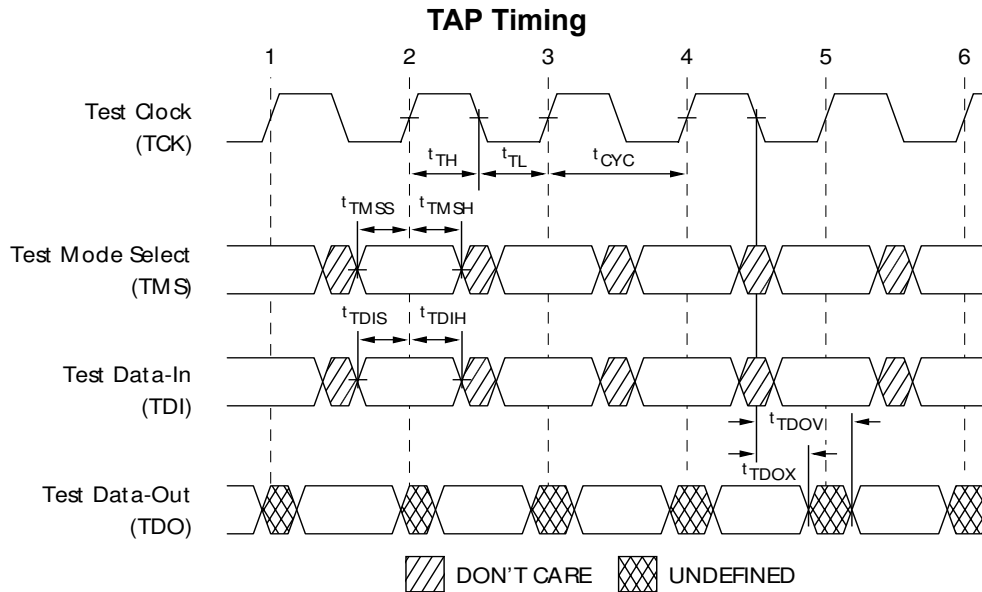 TAP Timing
1 2 3 4 5 6
Test Clock
(TCK)
tTH tTL tCYC
tTMSS tTMSH
Test Mode Select
(TMS)
tTDIS tTDIH
Test Data-In
(TDI)
tTDOV
tTDOX
Test Data-Out
(TDO)
DON'T CARE UNDEFINED